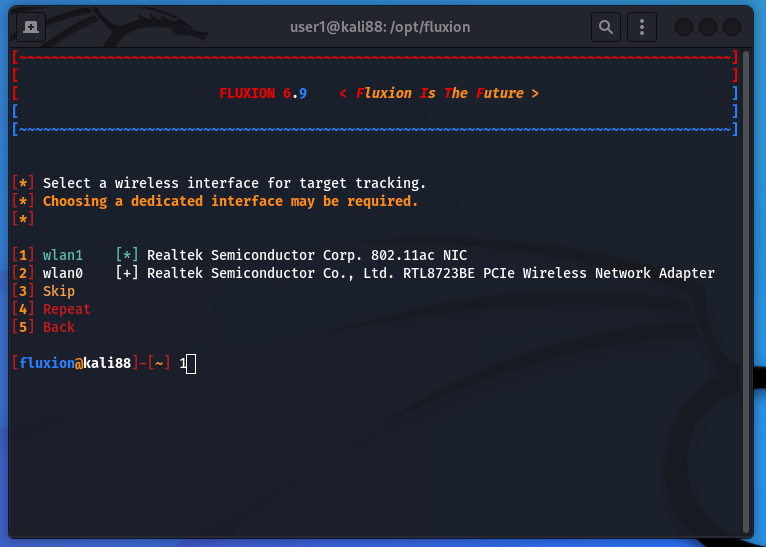 user1@kali88: /opt/fluxion
[~~~~~~~~~~~~~~~~~~~~~~~~~~~~~~~~~~~~~~~~~~~~~~~~~~~~~~~~~~~~~~~~~~~~~~~~~~~~~~~~~~~~~~~~]
[ ]
[ FLUXION 6.9 < Fluxion Is The Future > ]
[ ]
[~~~~~~~~~~~~~~~~~~~~~~~~~~~~~~~~~~~~~~~~~~~~~~~~~~~~~~~~~~~~~~~~~~~~~~~~~~~~~~~~~~~~~~~~]
[*] Select a wireless interface for target tracking.
[*] Choosing a dedicated interface may be required.
[*]
[1] wlan1 [*] Realtek Semiconductor Corp. 802.11ac NIC
[2] wlan0 [+] Realtek Semiconductor Co., Ltd. RTL8723BE PCIe Wireless Network Adapter
[3] Skip
[4] Repeat
[5] Back
[fluxion@kali88]-[~] 1